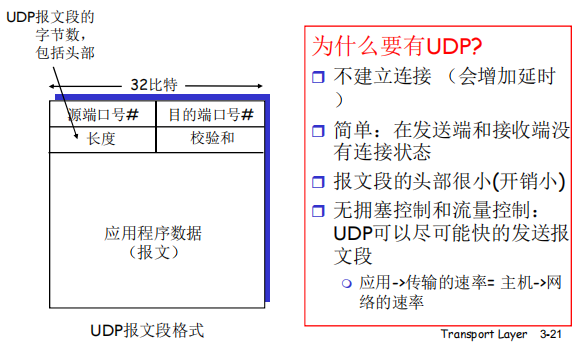 UDP报文段的
字节数，
包括头部
32比特
源端口号#
目的端口号#
长度
校验和
应用程序数据
（报文）
UDP报文段格式
为什么要有UDP?
不建立连接 （会增加延时
）
简单：在发送端和接收端没
有连接状态
报文段的头部很小(开销小)
无拥塞控制和流量控制：
UDP可以尽可能快的发送报
文段
应用->传输的速率= 主机->网
络的速率
Transport Layer 3-21